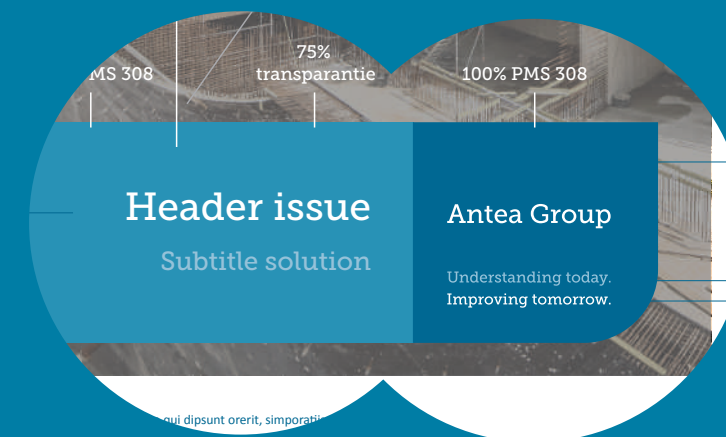 75%
MS 308
transparantie
100% PMS 308
Header issue
Subtitle solution
Antea Group
Understanding today.
Improving tomorrow.
qui dipsunt orerit,